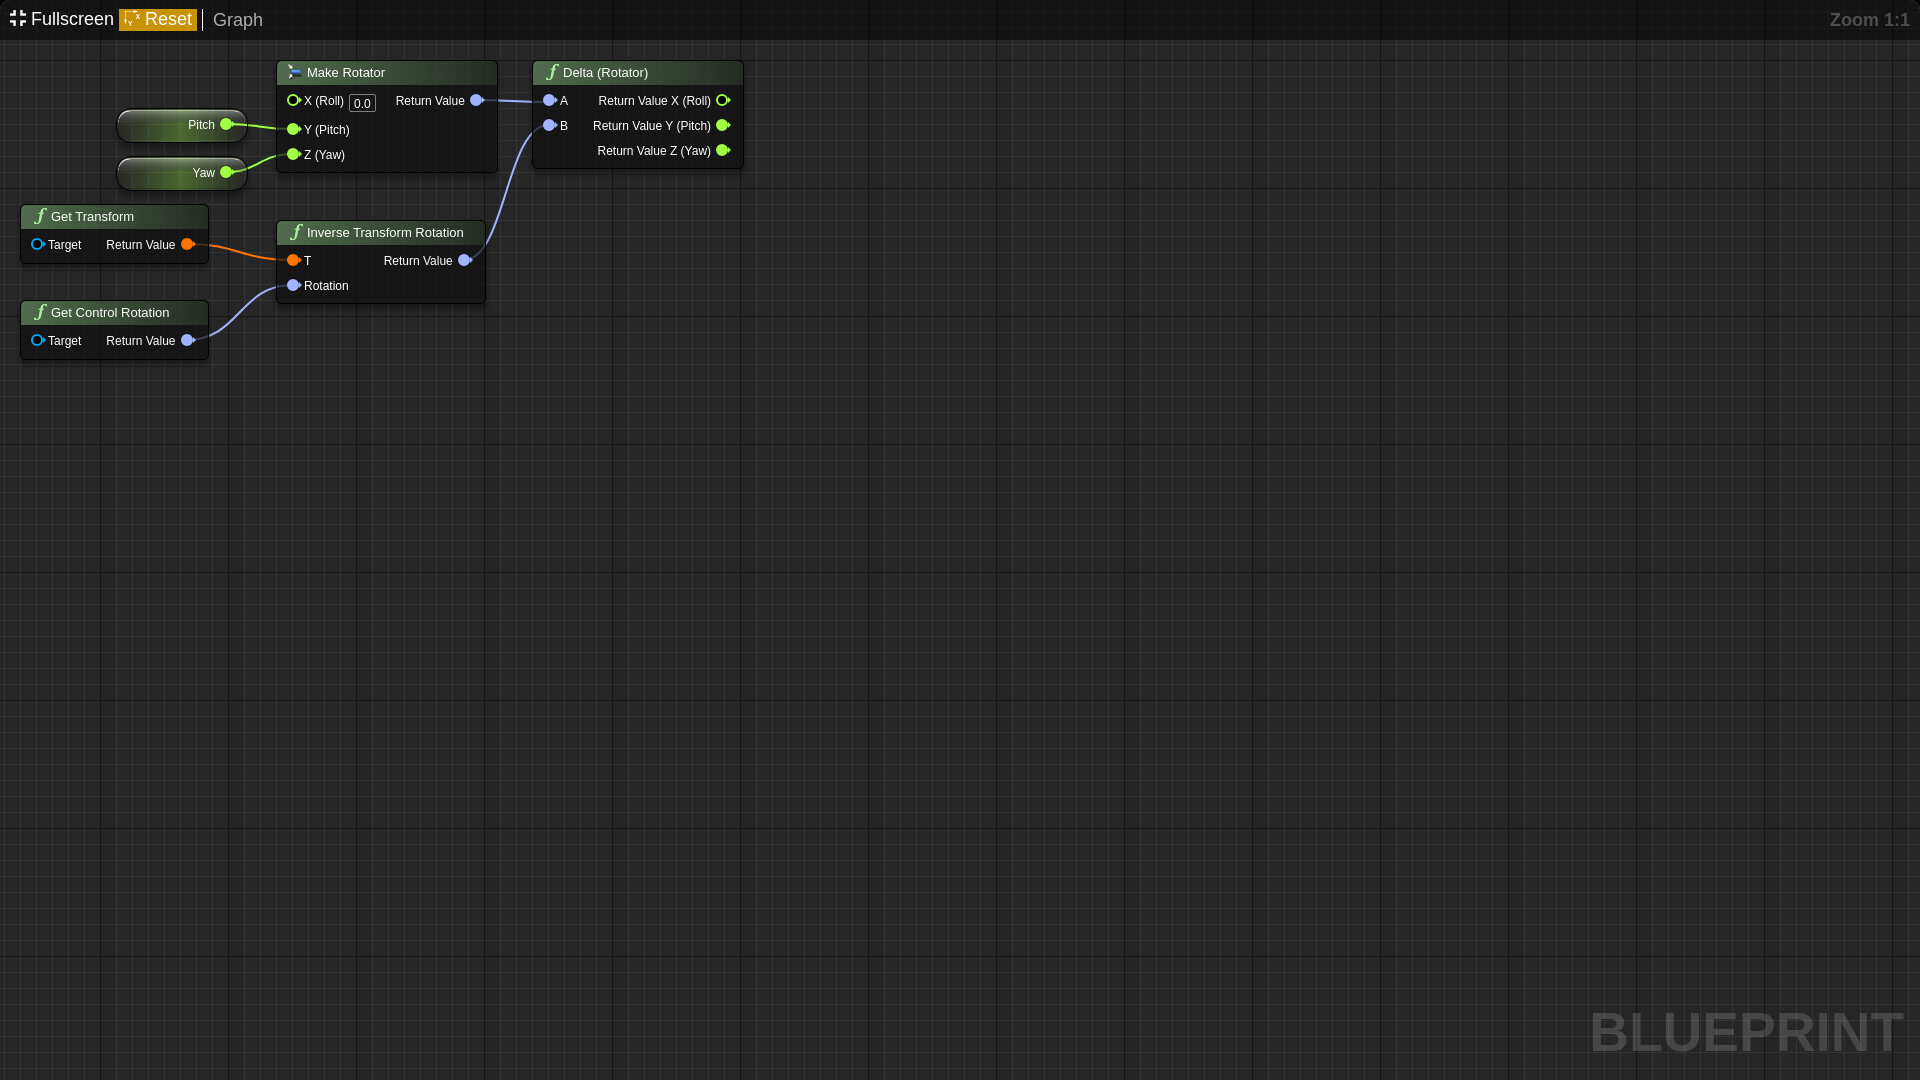 Fullscreen Reset Graph Zoom 1:1
Make Rotator
X (Roll) 0.0 Return Value
Y (Pitch)
Z (Yaw)
Delta (Rotator)
A Return Value X (Roll)
B Return Value Y (Pitch)
Return Value Z (Yaw)
Pitch
Yaw
Get Transform
Target Return Value
Inverse Transform Rotation
T Return Value
Rotation
Get Control Rotation
Target Return Value
BLUEPRINT